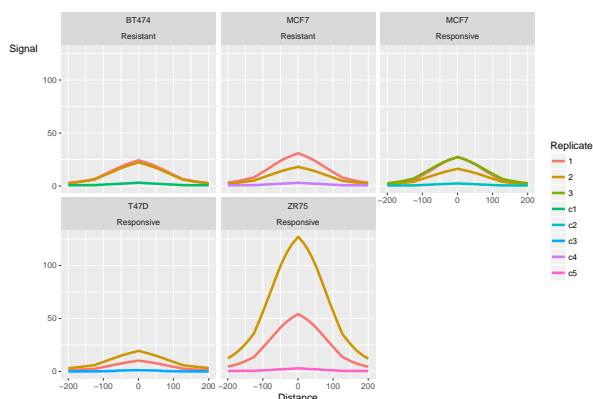 Signal
BT474
Resistant
MCF7
Resistant
MCF7
Responsive
100
50
0
−200 −100 0 100 200
T47D
Responsive
ZR75
Responsive
100
50
0
−200 −100 0 100 200
−200 −100 0 100 200
Distance
Replicate
1
2
3
c1
c2
c3
c4
c5